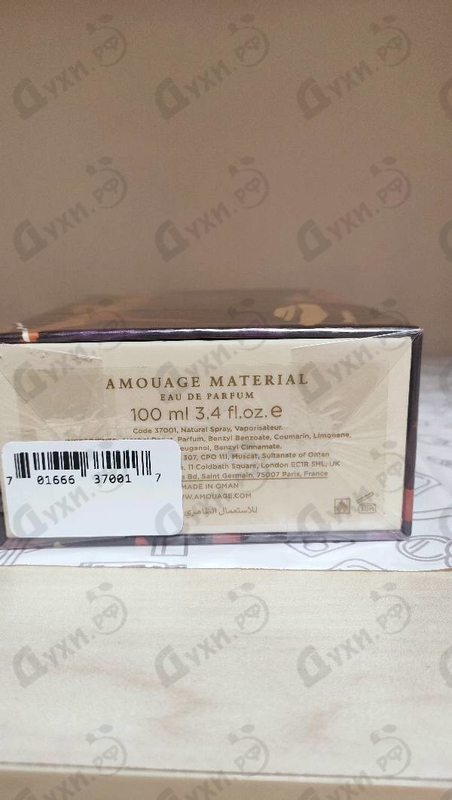 AMOUAGE MATERIAL
EAU DE PARFUM
100 ml 3.4 fl.oz.e
Code 37001, Natural Spray, Vaporisateur.
Parfum, Benzyl Benzoate, Coumarin, Limonene,
Eugenol, Benzyl Cinnamate.
307, CPO 111, Muscat, Sultanate of Oman
11 Coldbath Square, London EC1R 5HL-UK
Bd, Saint Germain, 75007 Paris, France
MADE IN OMAN
WWW.AMOUAGE.COM
للاستعمال الظاهري
7 01666 37001 7
Духи.рф